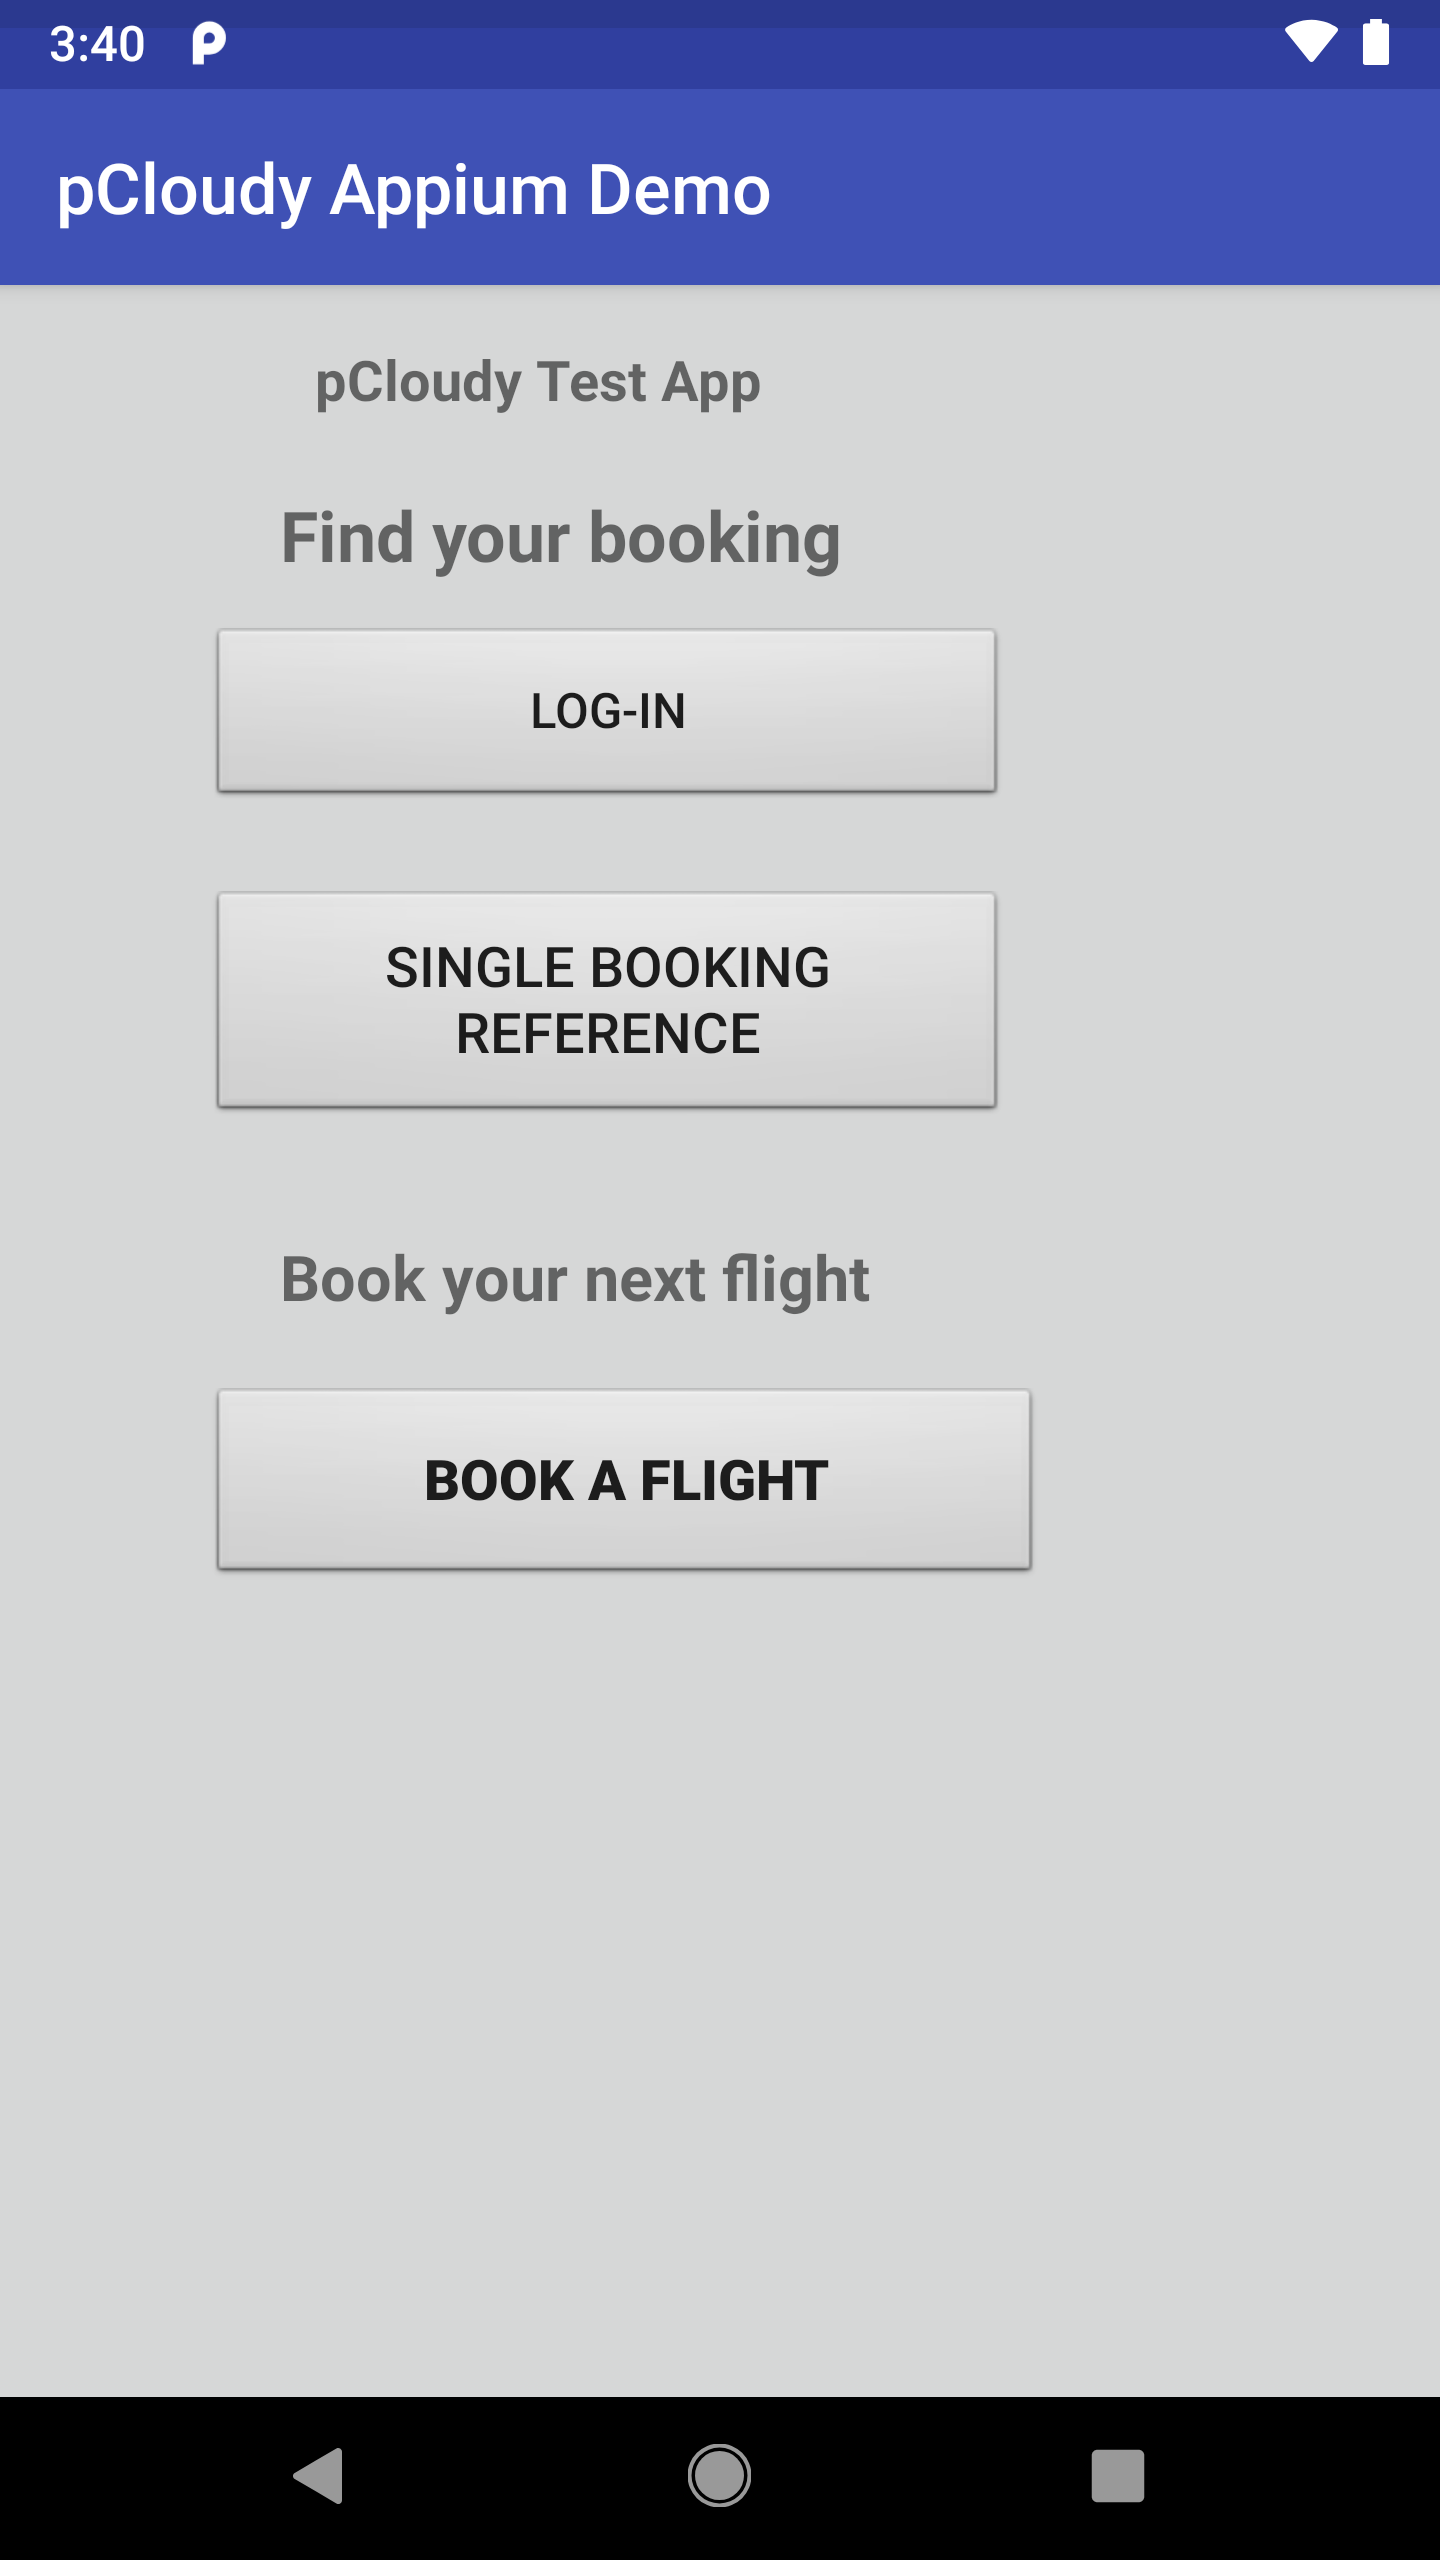 3:40
pCloudy Appium Demo
pCloudy Test App
Find your booking
LOG-IN
SINGLE BOOKING
REFERENCE
Book your next flight
BOOK A FLIGHT